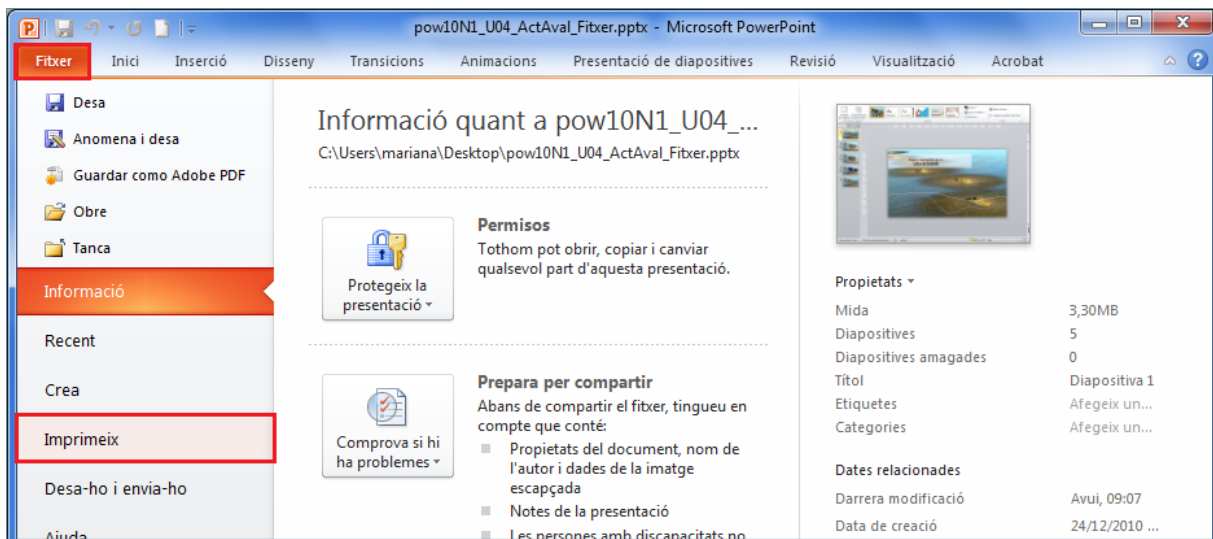 pow10N1_U04_ActAval_Fitxer.pptx - Microsoft PowerPoint
Fitxer Inici Inserció Disseny Transicions Animacions Presentació de diapositives Revisió Visualització Acrobat
Desa
Anomena i desa
Guardar como Adobe PDF
Obre
Tanca
Informació
Recent
Crea
Imprimeix
Desa-ho i envia-ho
Ajuda
Informació quant a pow10N1_U04_...
C:\Users\mariana\Desktop\pow10N1_U04_ActAval_Fitxer.pptx
Protegeix la
presentació
Permisos
Tothom pot obrir, copiar i canviar
qualsevol part d'aquesta presentació.
Comprova si hi
ha problemes
Prepara per compartir
Abans de compartir el fitxer, tingueu en
compte que conté:
Propietats del document, nom de
l'autor i dades de la imatge
escapçada
Notes de la presentació
Les persones amb discapacitats no
Propietats
Mida 3,30MB
Diapositives 5
Diapositives amagades 0
Títol Diapositiva 1
Etiquetes Afegeix un...
Categories Afegeix un...
Dates relacionades
Darrera modificació Avui, 09:07
Data de creació 24/12/2010 ...